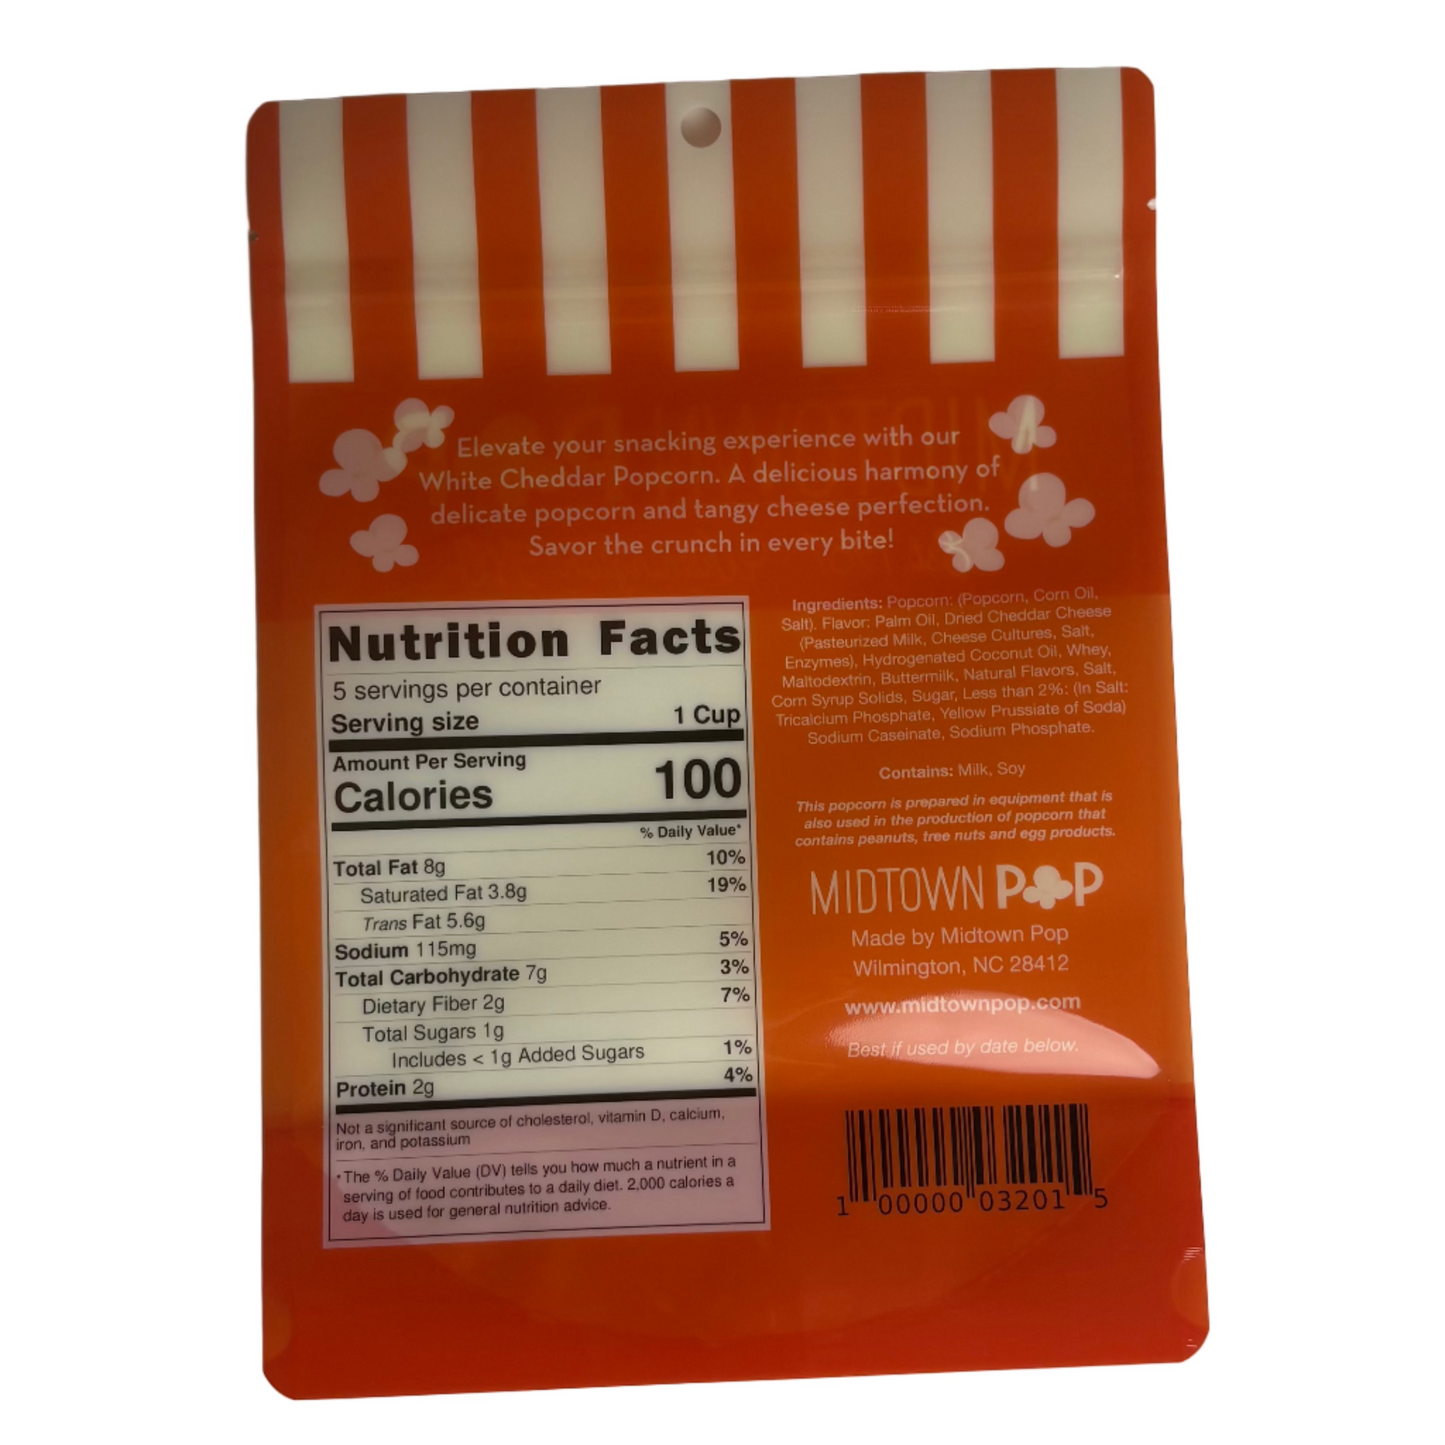 Elevate your snacking experience with our
White Cheddar Popcorn. A delicious harmony of
delicate popcorn and tangy cheese perfection.
Savor the crunch in every bite!
Nutrition Facts
5 servings per container
Serving size 1 Cup
Amount Per Serving
Calories 100
% Daily Value*
Total Fat 8g 10%
Saturated Fat 3.8g 19%
Trans Fat 5.6g
Sodium 115mg 5%
Total Carbohydrate 7g 3%
Dietary Fiber 2g 7%
Total Sugars 1g
Includes < 1g Added Sugars 1%
Protein 2g 4%
Not a significant source of cholesterol, vitamin D, calcium,
iron, and potassium
*The % Daily Value (DV) tells you how much a nutrient in a
serving of food contributes to a daily diet. 2,000 calories a
day is used for general nutrition advice.
Ingredients: Popcorn: (Popcorn, Corn Oil,
Salt). Flavor: Palm Oil, Dried Cheddar Cheese
(Pasteurized Milk, Cheese Cultures, Salt,
Enzymes), Hydrogenated Coconut Oil, Whey,
Maltodextrin, Buttermilk, Natural Flavors, Salt,
Corn Syrup Solids, Sugar, Less than 2%: (In Salt:
Tricalcium Phosphate, Yellow Prussiate of Soda)
Sodium Caseinate, Sodium Phosphate.
Contains: Milk, Soy
This popcorn is prepared in equipment that is
also used in the production of popcorn that
contains peanuts, tree nuts and egg products.
MIDTOWN POP
Made by Midtown Pop
Wilmington, NC 28412
www.midtownpop.com
Best if used by date below.
1 00000 03201 5